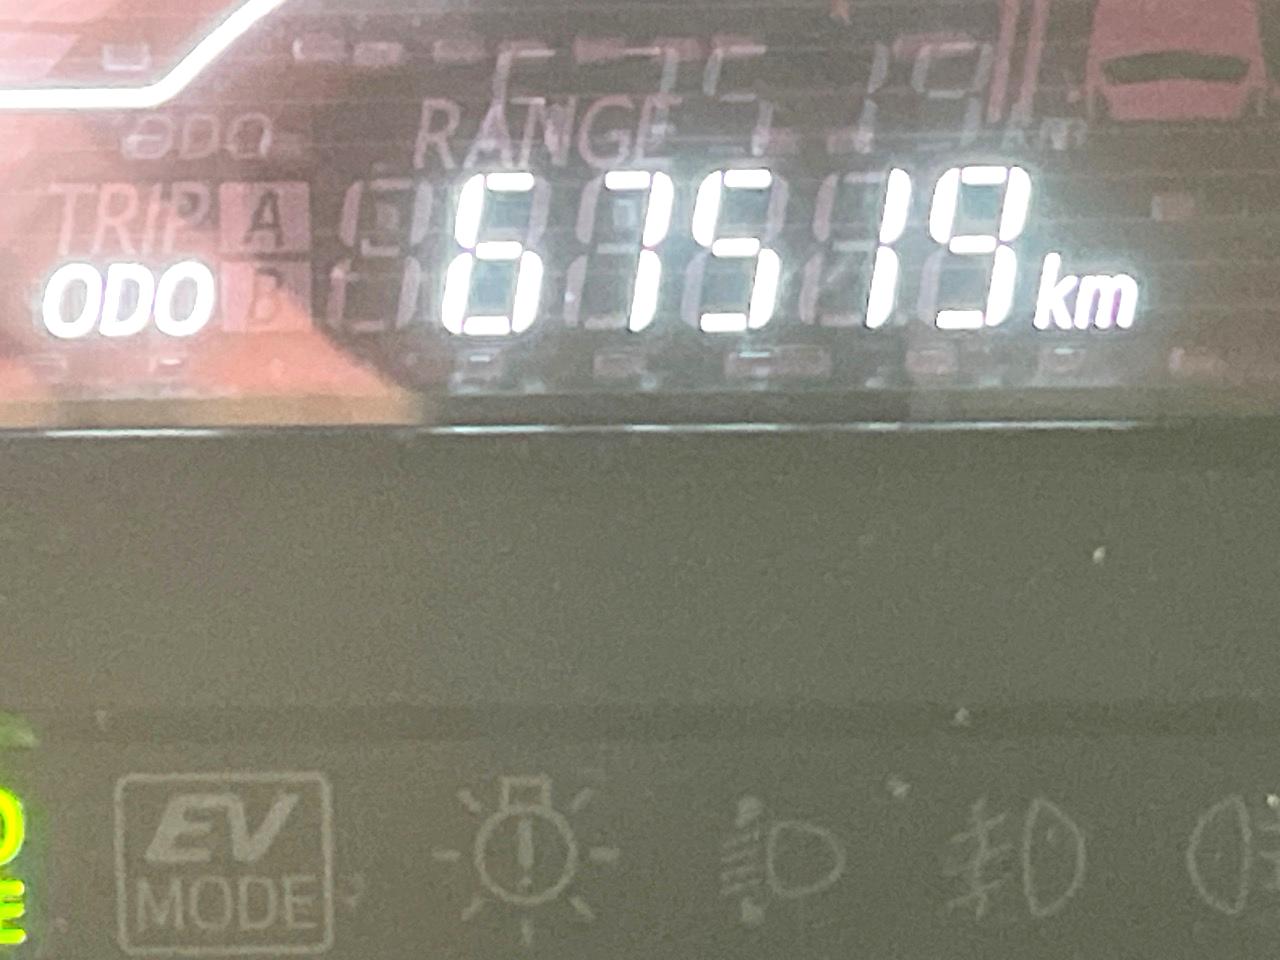 RANGE
TRIP A
ODO B 67519 km
EV
MODE